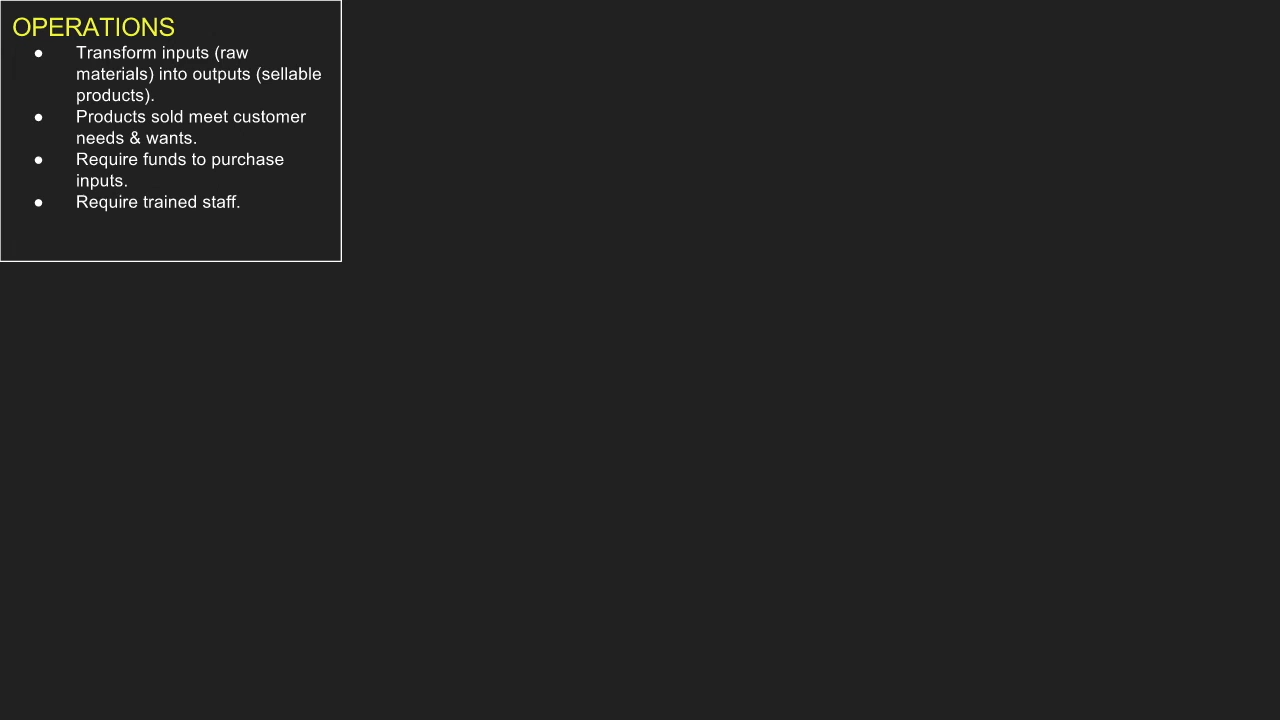 OPERATIONS
● Transform inputs (raw
materials) into outputs (sellable
products).
● Products sold meet customer
needs & wants.
● Require funds to purchase
inputs.
● Require trained staff.